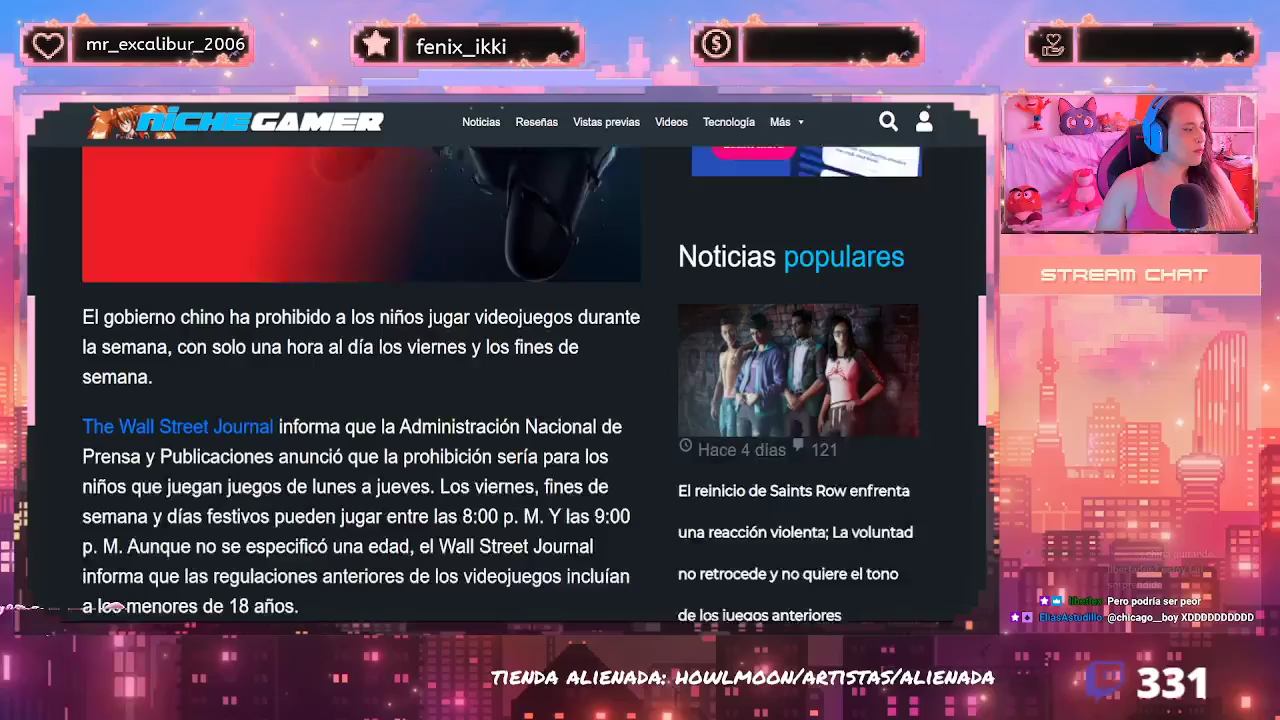 mr_excalibur_2006
fenix_ikki
NICHEGAMER
Noticias
Reseñas
Vistas previas
Videos
Tecnología
Más
STREAM CHAT
Noticias populares
El gobierno chino ha prohibido a los niños jugar videojuegos durante
la semana, con solo una hora al día los viernes y los fines de
semana.
The Wall Street Journal informa que la Administración Nacional de
Prensa y Publicaciones anunció que la prohibición sería para los
niños que juegan juegos de lunes a jueves. Los viernes, fines de
semana y días festivos pueden jugar entre las 8:00 p. M. Y las 9:00
p. M. Aunque no se especificó una edad, el Wall Street Journal
informa que las regulaciones anteriores de los videojuegos incluían
a los menores de 18 años.
Hace 4 días 121
El reinicio de Saints Row enfrenta
una reacción violenta; La voluntad
no retrocede y no quiere el tono
de los juegos anteriores
Pero podría ser peor
EliasAstudillo: @chicago__boy XDDDDDDDDDD
TIENDA ALIENADA: HOWLMOON/ARTISTAS/ALIENADA
331